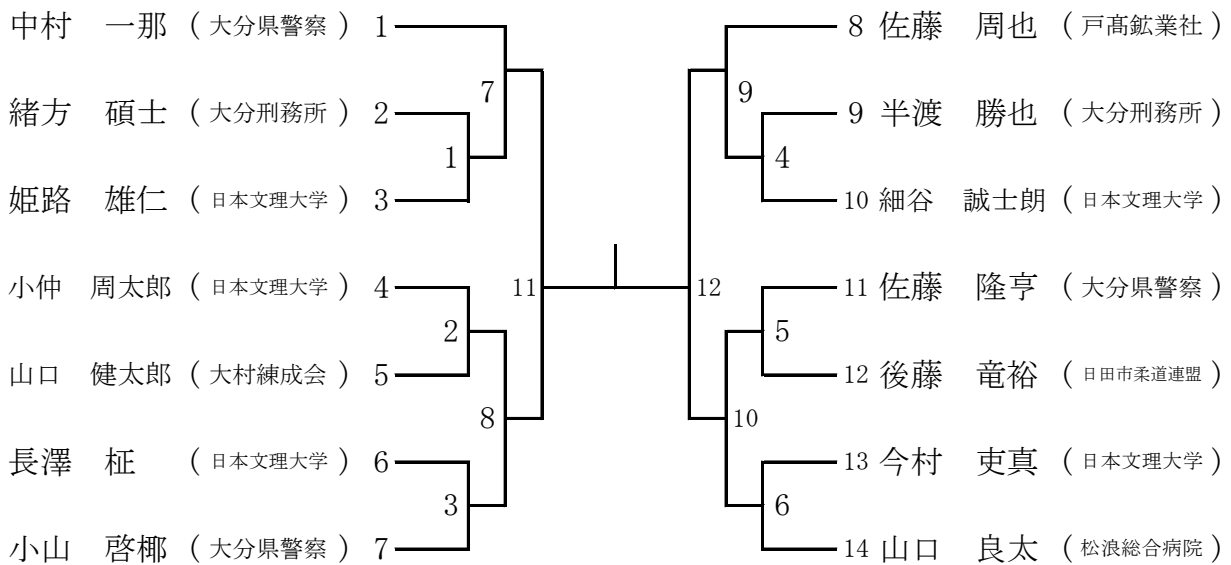 中村　一那 （ 大分県警察 ） 1
7
緒方　碩士 （ 大分刑務所 ） 2
1
姫路　雄仁 （ 日本文理大学 ） 3
11
小仲　周太郎 （ 日本文理大学 ） 4
2
山口　健太郎 （ 大村練成会 ） 5
8
長澤　柾 （ 日本文理大学 ） 6
3
小山　啓梛 （ 大分県警察 ） 7
8 佐藤　周也 （ 戸髙鉱業社 ）
9
9 半渡　勝也 （ 大分刑務所 ）
4
10 細谷　誠士朗 （ 日本文理大学 ）
12
11 佐藤　隆亨 （ 大分県警察 ）
5
12 後藤　竜裕 （ 日田市柔道連盟 ）
10
13 今村　吏真 （ 日本文理大学 ）
6
14 山口　良太 （ 松浪総合病院 ）